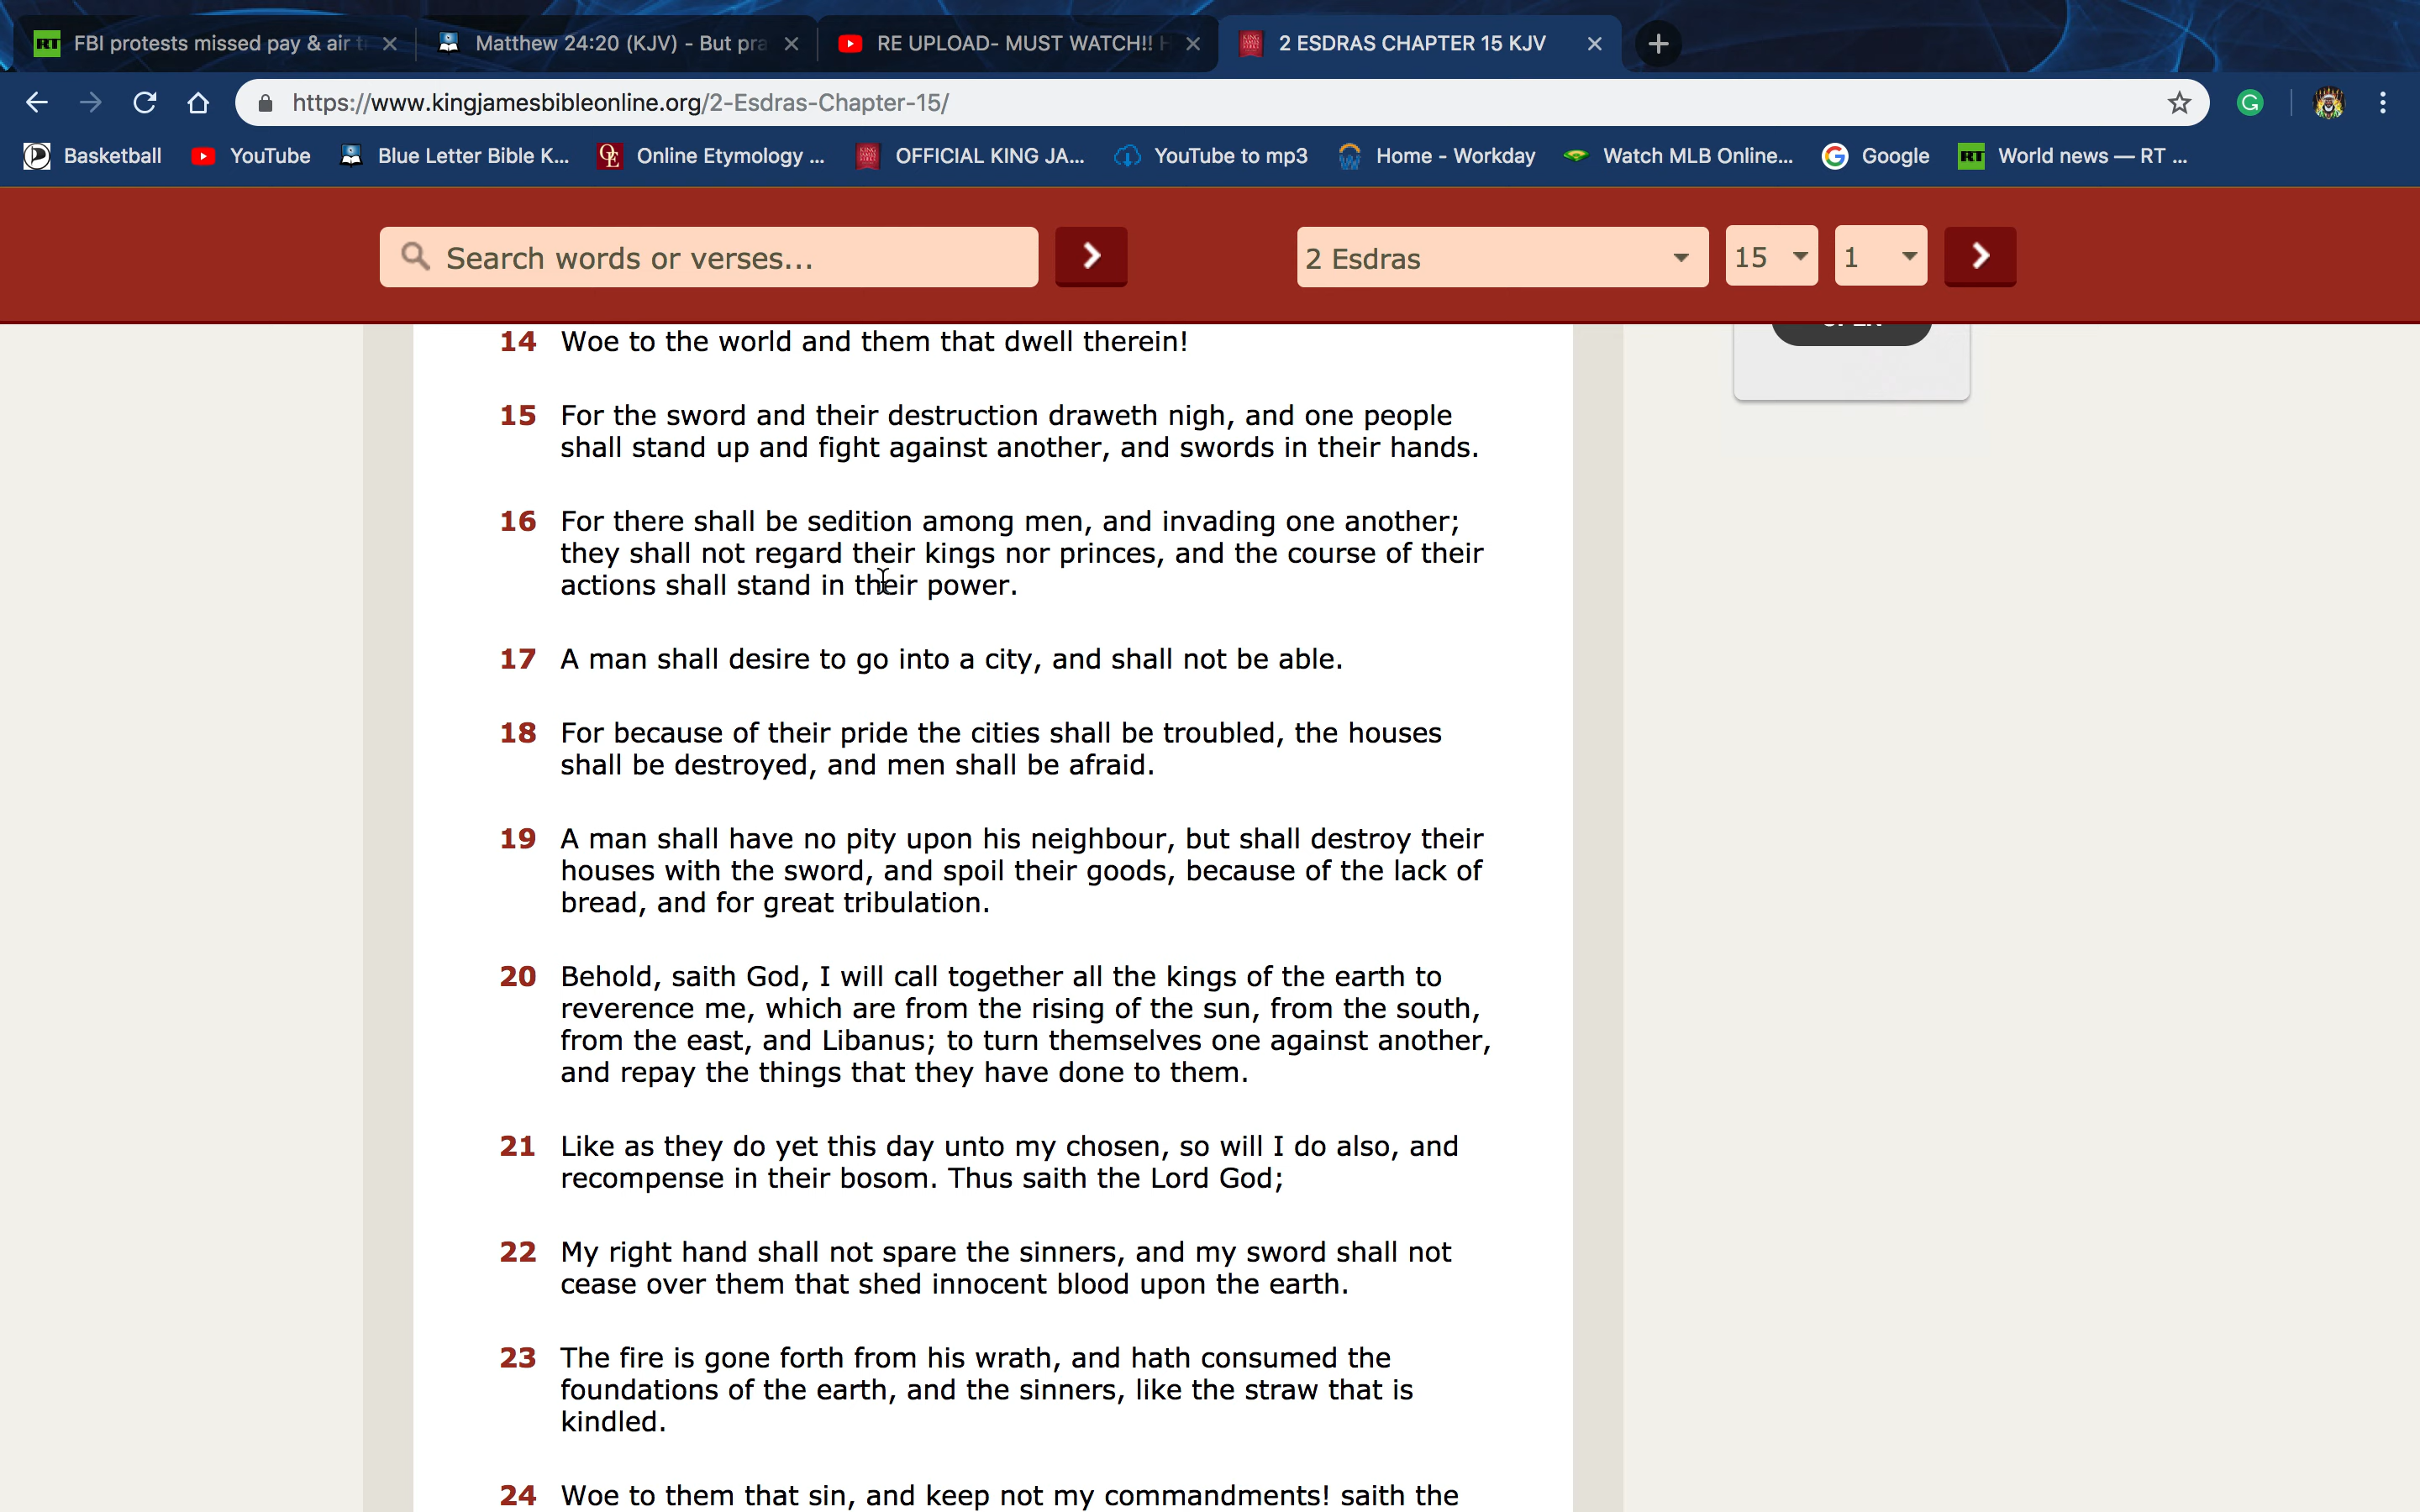 RT FBI protests missed pay & air Matthew 24:20 (KJV) - But pra RE UPLOAD- MUST WATCH!! 2 ESDRAS CHAPTER 15 KJV
https://www.kingjamesbibleonline.org/2-Esdras-Chapter-15/ G
Basketball YouTube Blue Letter Bible K... OE Online Etymology ... OFFICIAL KING JA... YouTube to mp3 Home - Workday Watch MLB Online... G Google RT World news — RT ...
Search words or verses... 2 Esdras 15 1
OPEN
14 Woe to the world and them that dwell therein!
15 For the sword and their destruction draweth nigh, and one people
shall stand up and fight against another, and swords in their hands.
16 For there shall be sedition among men, and invading one another;
they shall not regard their kings nor princes, and the course of their
actions shall stand in their power.
17 A man shall desire to go into a city, and shall not be able.
18 For because of their pride the cities shall be troubled, the houses
shall be destroyed, and men shall be afraid.
19 A man shall have no pity upon his neighbour, but shall destroy their
houses with the sword, and spoil their goods, because of the lack of
bread, and for great tribulation.
20 Behold, saith God, I will call together all the kings of the earth to
reverence me, which are from the rising of the sun, from the south,
from the east, and Libanus; to turn themselves one against another,
and repay the things that they have done to them.
21 Like as they do yet this day unto my chosen, so will I do also, and
recompense in their bosom. Thus saith the Lord God;
22 My right hand shall not spare the sinners, and my sword shall not
cease over them that shed innocent blood upon the earth.
23 The fire is gone forth from his wrath, and hath consumed the
foundations of the earth, and the sinners, like the straw that is
kindled.
24 Woe to them that sin, and keep not my commandments! saith the